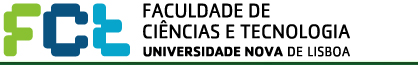 FCt
FACULDADE DE
CIÊNCIAS E TECNOLOGIA
UNIVERSIDADE NOVA DE LISBOA